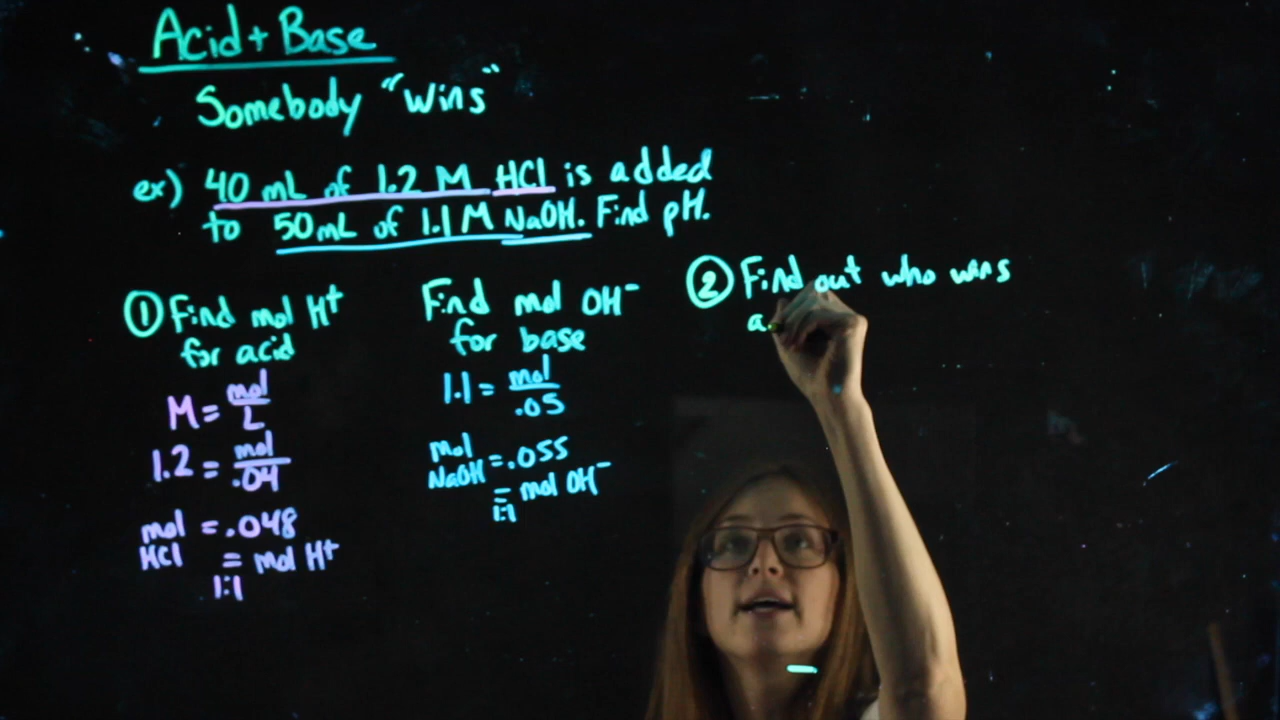 Acid + Base
Somebody "Wins"
ex) 40 mL of 1.2 M HCl is added
to 50mL of 1.1 M NaOH. Find pH.
① Find mol H⁺
for acid
M = mol/L
1.2 = mol/.04
mol HCl = .048
= mol H⁺
1:1
Find mol OH⁻
for base
1.1 = mol/.05
mol NaOH = .055
= mol OH⁻
1:1
② Find out who wins
a